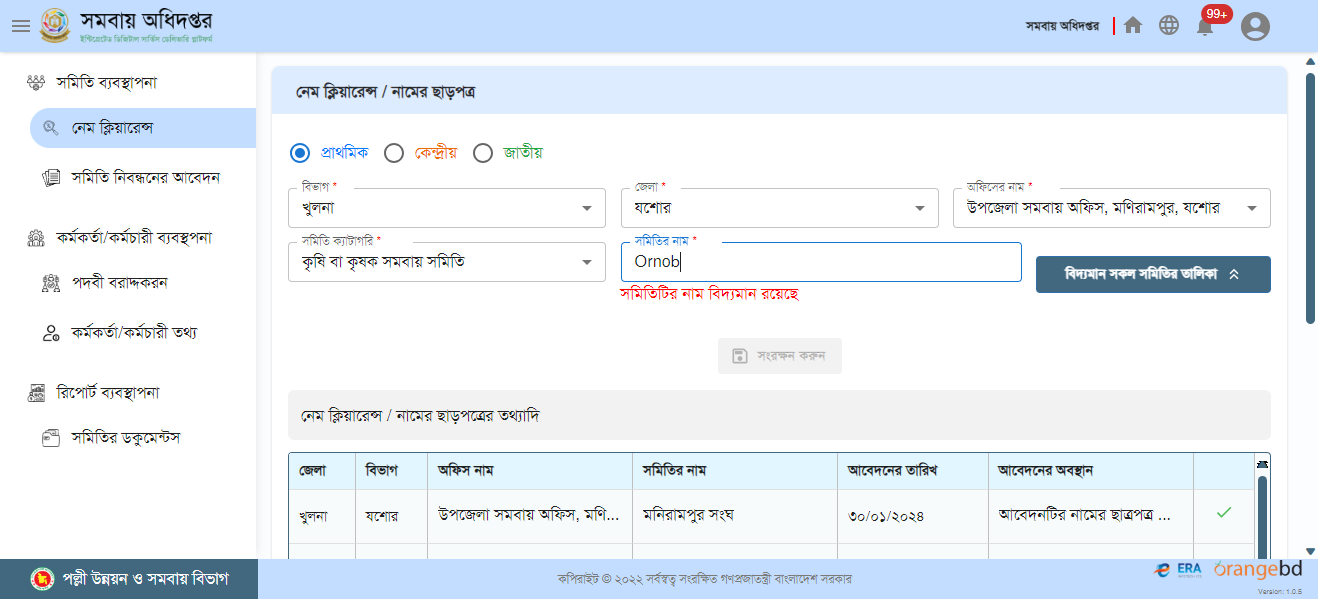 সমবায় অধিদপ্তর
ইন্টিগ্রেটেড ডিজিটাল সার্ভিস ডেলিভারি প্লাটফর্ম
সমবায় অধিদপ্তর
99+
সমিতি ব্যবস্থাপনা
নেম ক্লিয়ারেন্স
সমিতি নিবন্ধনের আবেদন
কর্মকর্তা/কর্মচারী ব্যবস্থপনা
পদবী বরাদ্দকরন
কর্মকর্তা/কর্মচারী তথ্য
রিপোর্ট ব্যবস্থাপনা
সমিতির ডকুমেন্টস
নেম ক্লিয়ারেন্স / নামের ছাড়পত্র
প্রাথমিক কেন্দ্রীয় জাতীয়
বিভাগ * জেলা * অফিসের নাম *
খুলনা যশোর উপজেলা সমবায় অফিস, মণিরামপুর, যশোর
সমিতি ক্যাটাগরি * সমিতির নাম *
কৃষি বা কৃষক সমবায় সমিতি Ornob
বিদ্যমান সকল সমিতির তালিকা
সমিতিটির নাম বিদ্যমান রয়েছে
সংরক্ষন করুন
নেম ক্লিয়ারেন্স / নামের ছাড়পত্রের তথ্যাদি
জেলা বিভাগ অফিস নাম সমিতির নাম আবেদনের তারিখ আবেদনের অবস্থান
খুলনা যশোর উপজেলা সমবায় অফিস, মণি... মনিরামপুর সংঘ ৩০/০১/২০২৪ আবেদনটির নামের ছাত্রপত্র ...
পল্লী উন্নয়ন ও সমবায় বিভাগ
কপিরাইট © ২০২২ সর্বস্বত্ব সংরক্ষিত গণপ্রজাতন্ত্রী বাংলাদেশ সরকার
ERA
orangebd
Version: 1.0.5